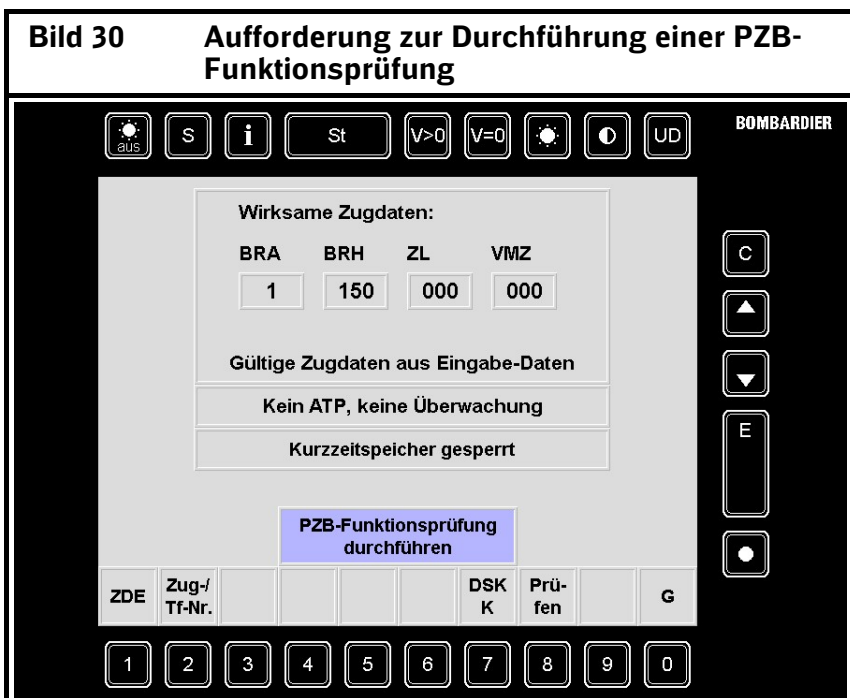 Bild 30 Aufforderung zur Durchführung einer PZB-
Funktionsprüfung
aus S i St V>0 V=0 UD BOMBARDIER
Wirksame Zugdaten:
BRA BRH ZL VMZ
1 150 000 000
C
Gültige Zugdaten aus Eingabe-Daten
Kein ATP, keine Überwachung
E
Kurzzeitspeicher gesperrt
PZB-Funktionsprüfung
durchführen
ZDE Zug-/ DSK Prü- G
Tf-Nr. K fen
1 2 3 4 5 6 7 8 9 0